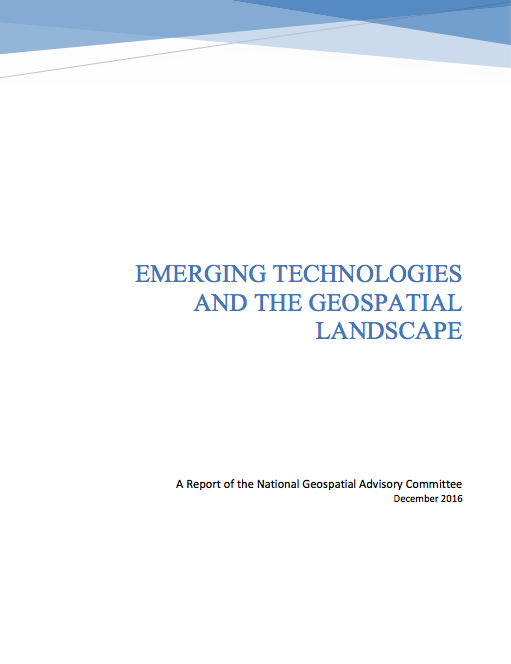 EMERGING TECHNOLOGIES
AND THE GEOSPATIAL
LANDSCAPE
A Report of the National Geospatial Advisory Committee
December 2016